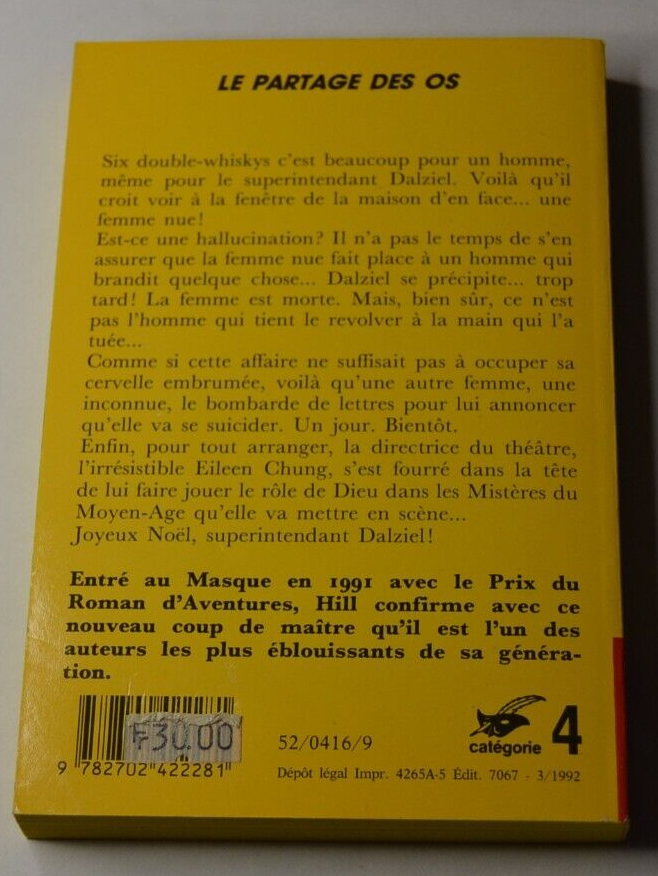 LE PARTAGE DES OS
Six double-whiskys c'est beaucoup pour un homme,
même pour le superintendant Dalziel. Voilà qu'il
croit voir à la fenêtre de la maison d'en face... une
femme nue!
Est-ce une hallucination? Il n'a pas le temps de s'en
assurer que la femme nue fait place à un homme qui
brandit quelque chose... Dalziel se précipite... trop
tard! La femme est morte. Mais, bien sûr, ce n'est
pas l'homme qui tient le revolver à la main qui l'a
tuée...
Comme si cette affaire ne suffisait pas à occuper sa
cervelle embrumée, voilà qu'une autre femme, une
inconnue, le bombarde de lettres pour lui annoncer
qu'elle va se suicider. Un jour. Bientôt.
Enfin, pour tout arranger, la directrice du théâtre,
l'irrésistible Eileen Chung, s'est fourré dans la tête
de lui faire jouer le rôle de Dieu dans les Mistères du
Moyen-Age qu'elle va mettre en scène...
Joyeux Noël, superintendant Dalziel!
Entré au Masque en 1991 avec le Prix du
Roman d'Aventures, Hill confirme avec ce
nouveau coup de maître qu'il est l'un des
auteurs les plus éblouissants de sa généra-
tion.
F30.00
9 782702 422281
52/0416/9
catégorie 4
Dépôt légal Impr. 4265A-5 Édit. 7067 - 3/1992